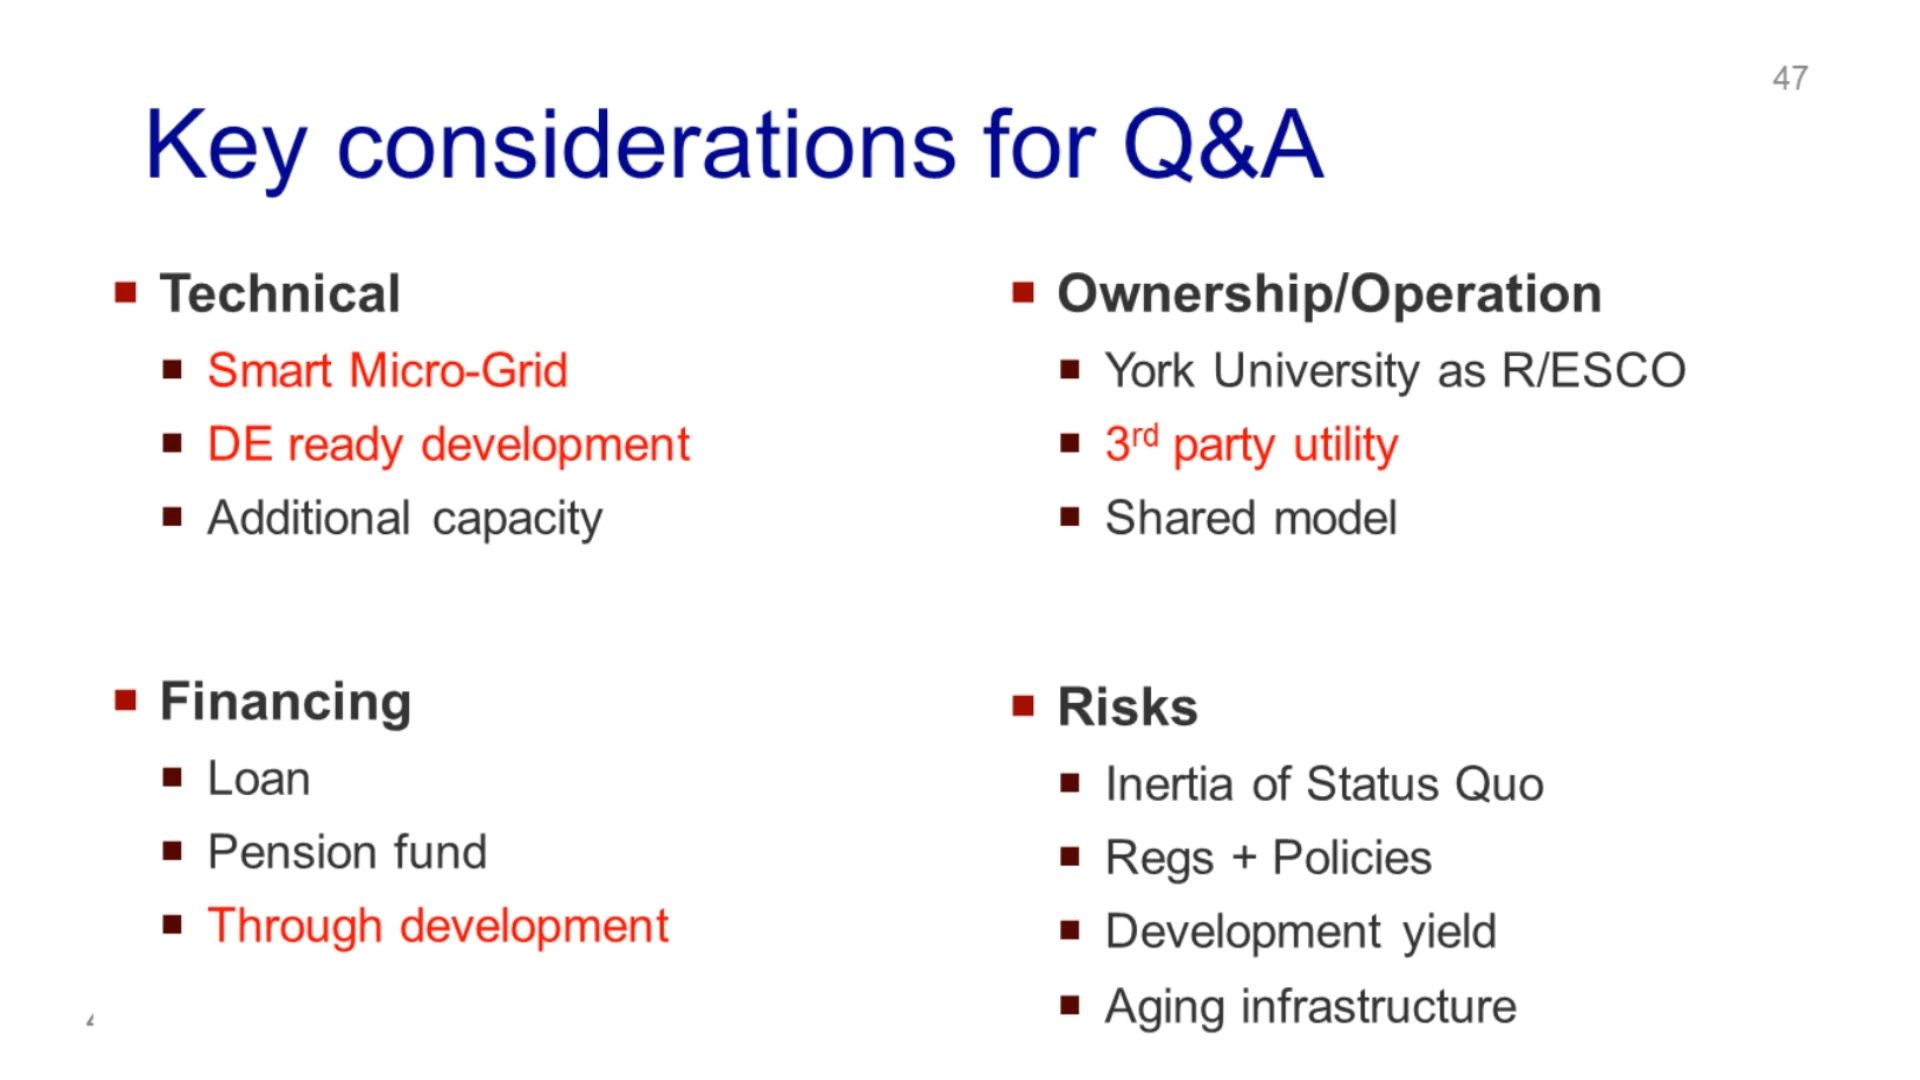 47
Key considerations for Q&A
Technical
Smart Micro-Grid
DE ready development
Additional capacity
Financing
Loan
Pension fund
Through development
Ownership/Operation
York University as R/ESCO
3rd party utility
Shared model
Risks
Inertia of Status Quo
Regs + Policies
Development yield
Aging infrastructure